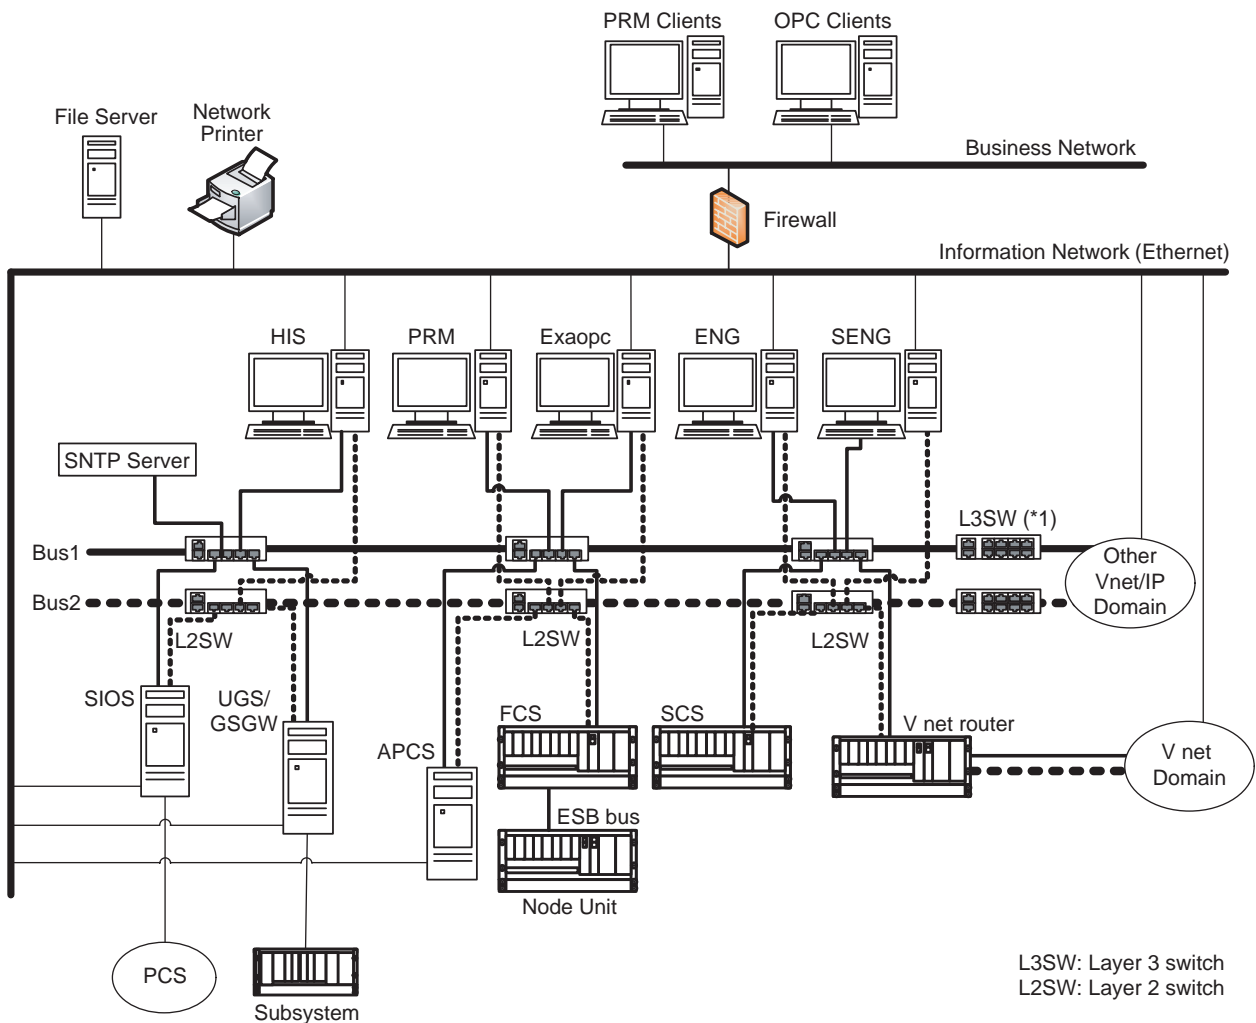 PRM Clients
OPC Clients
File Server
Network
Printer
Business Network
Firewall
Information Network (Ethernet)
HIS
PRM
Exaopc
ENG
SENG
SNTP Server
L3SW (*1)
Bus1
Other
Vnet/IP
Domain
Bus2
L2SW
L2SW
L2SW
SIOS
UGS/
GSGW
APCS
FCS
SCS
V net router
V net
Domain
ESB bus
Node Unit
PCS
Subsystem
L3SW: Layer 3 switch
L2SW: Layer 2 switch